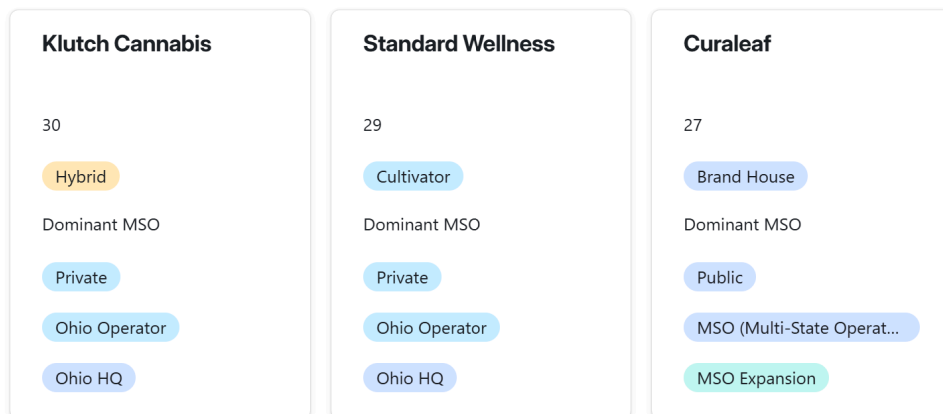 Klutch Cannabis
30
Hybrid
Dominant MSO
Private
Ohio Operator
Ohio HQ
Standard Wellness
29
Cultivator
Dominant MSO
Private
Ohio Operator
Ohio HQ
Curaleaf
27
Brand House
Dominant MSO
Public
MSO (Multi-State Operat...
MSO Expansion